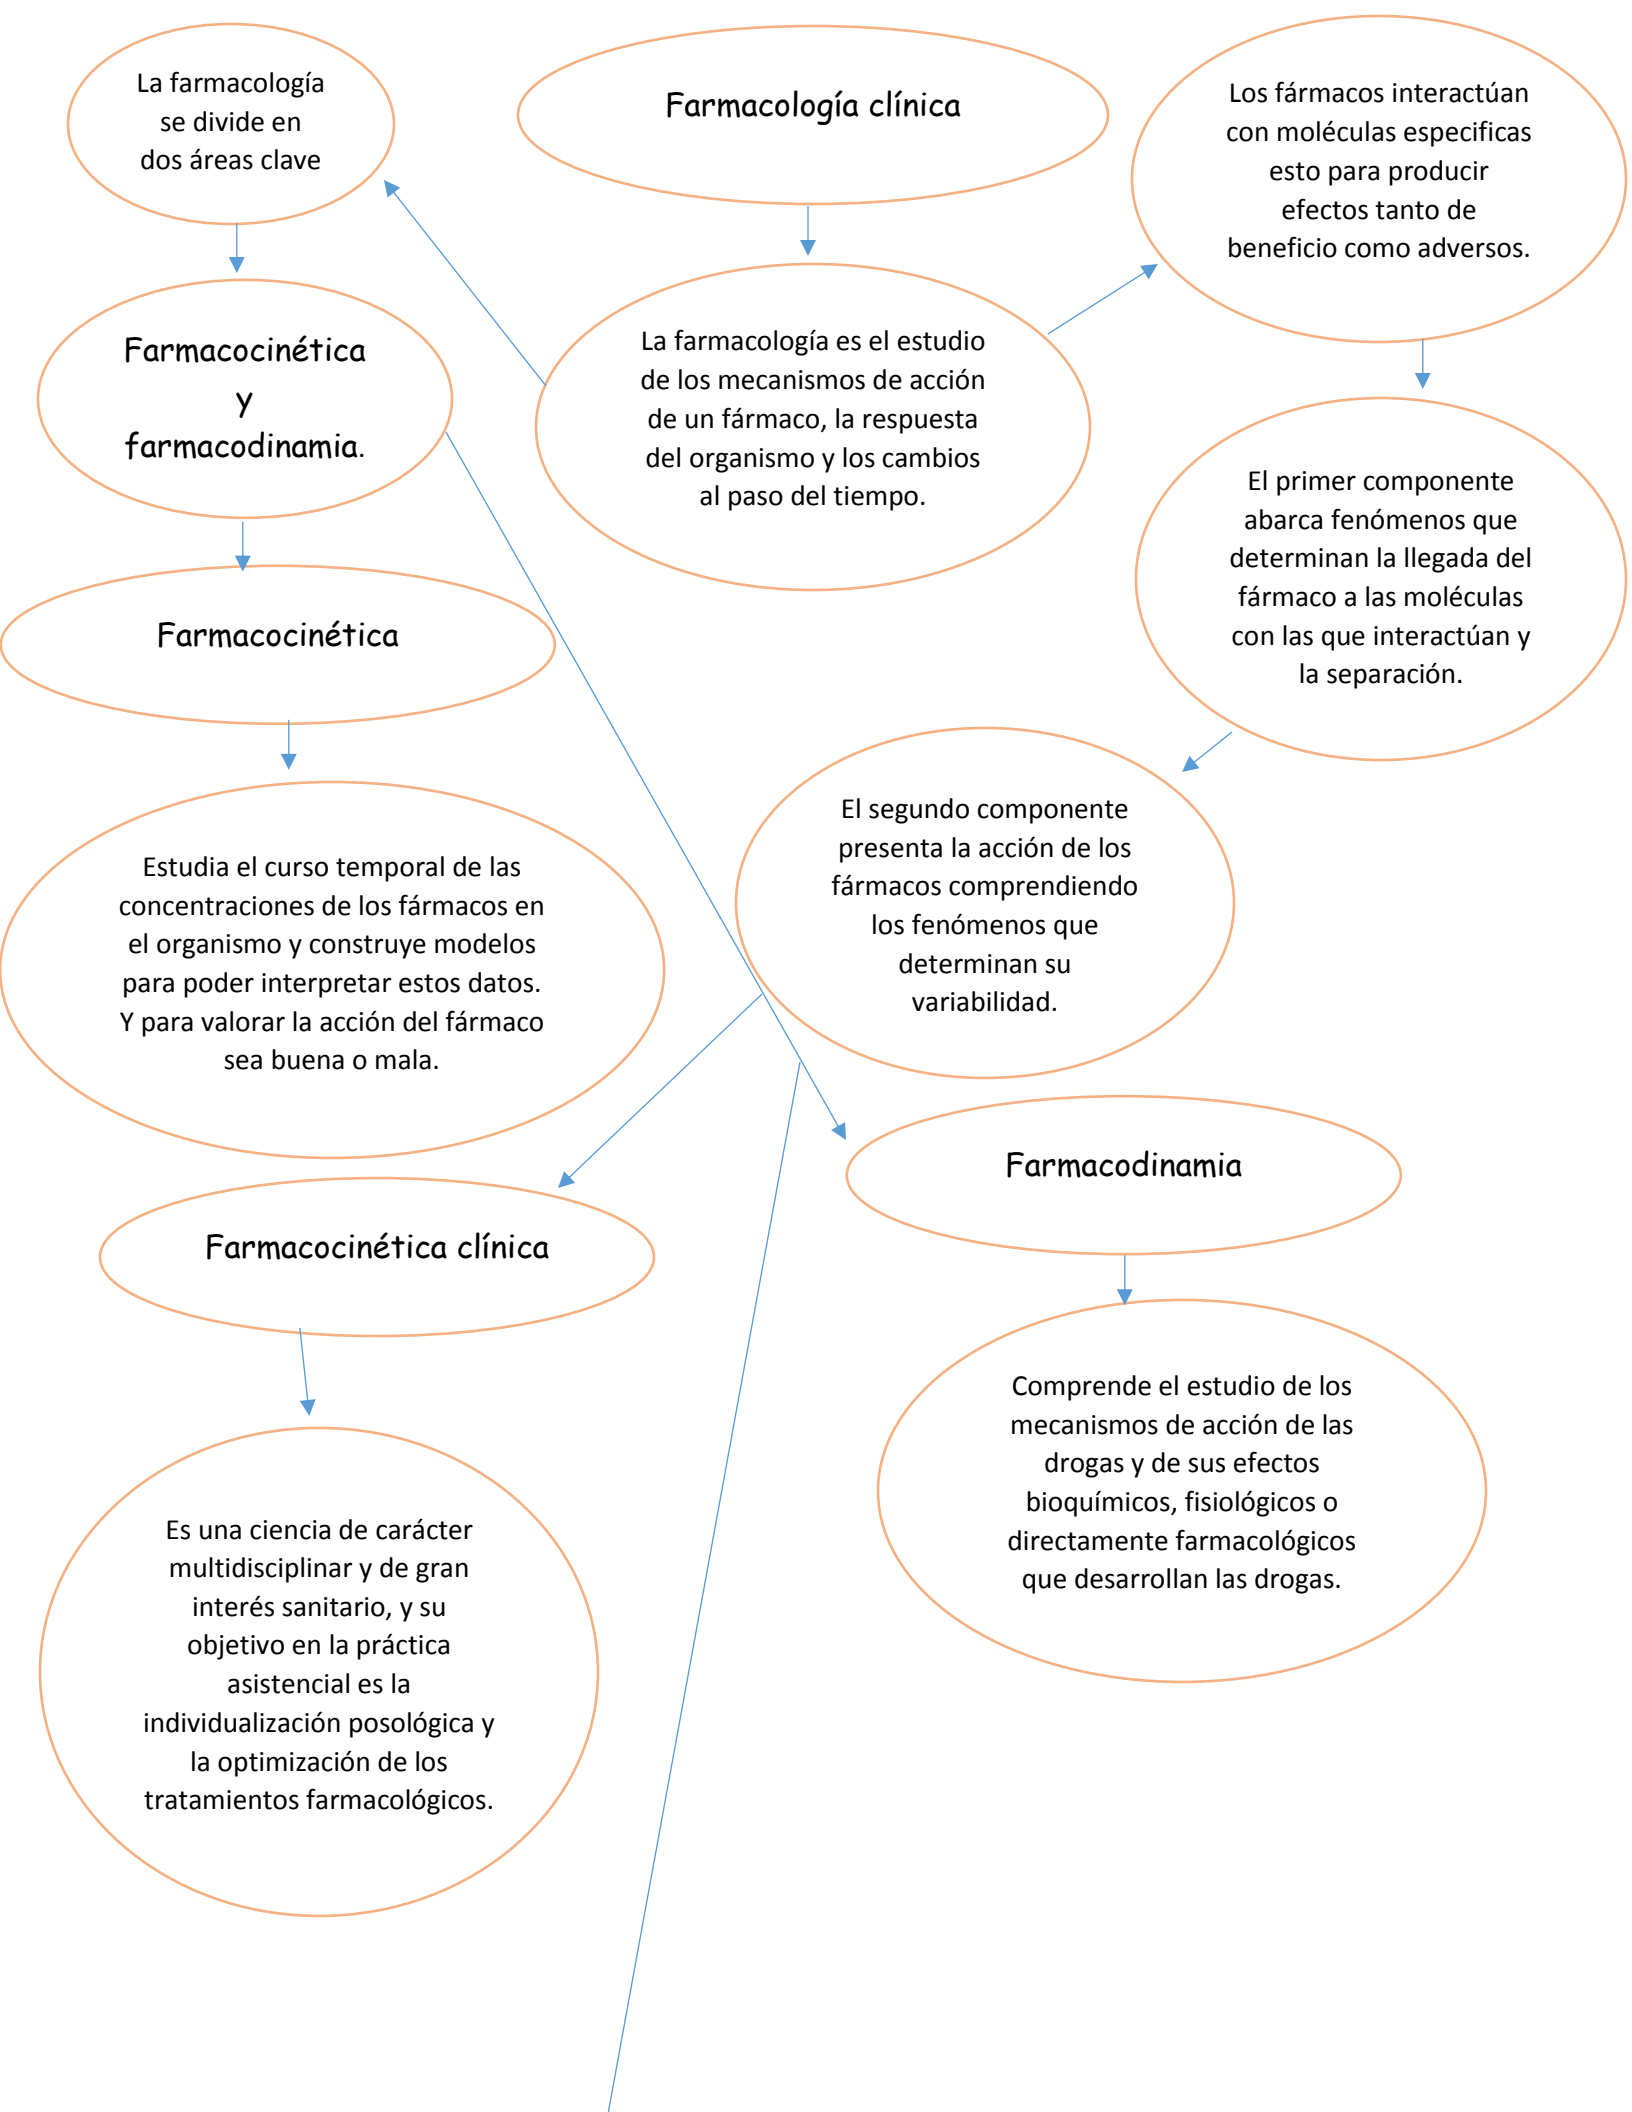 La farmacología
se divide en
dos áreas clave
Farmacología clínica
Los fármacos interactúan
con moléculas especificas
esto para producir
efectos tanto de
beneficio como adversos.
Farmacocinética
y
farmacodinamia.
La farmacología es el estudio
de los mecanismos de acción
de un fármaco, la respuesta
del organismo y los cambios
al paso del tiempo.
El primer componente
abarca fenómenos que
determinan la llegada del
fármaco a las moléculas
con las que interactúan y
la separación.
Farmacocinética
El segundo componente
presenta la acción de los
fármacos comprendiendo
los fenómenos que
determinan su
variabilidad.
Estudia el curso temporal de las
concentraciones de los fármacos en
el organismo y construye modelos
para poder interpretar estos datos.
Y para valorar la acción del fármaco
sea buena o mala.
Farmacodinamia
Farmacocinética clínica
Comprende el estudio de los
mecanismos de acción de las
drogas y de sus efectos
bioquímicos, fisiológicos o
directamente farmacológicos
que desarrollan las drogas.
Es una ciencia de carácter
multidisciplinar y de gran
interés sanitario, y su
objetivo en la práctica
asistencial es la
individualización posológica y
la optimización de los
tratamientos farmacológicos.